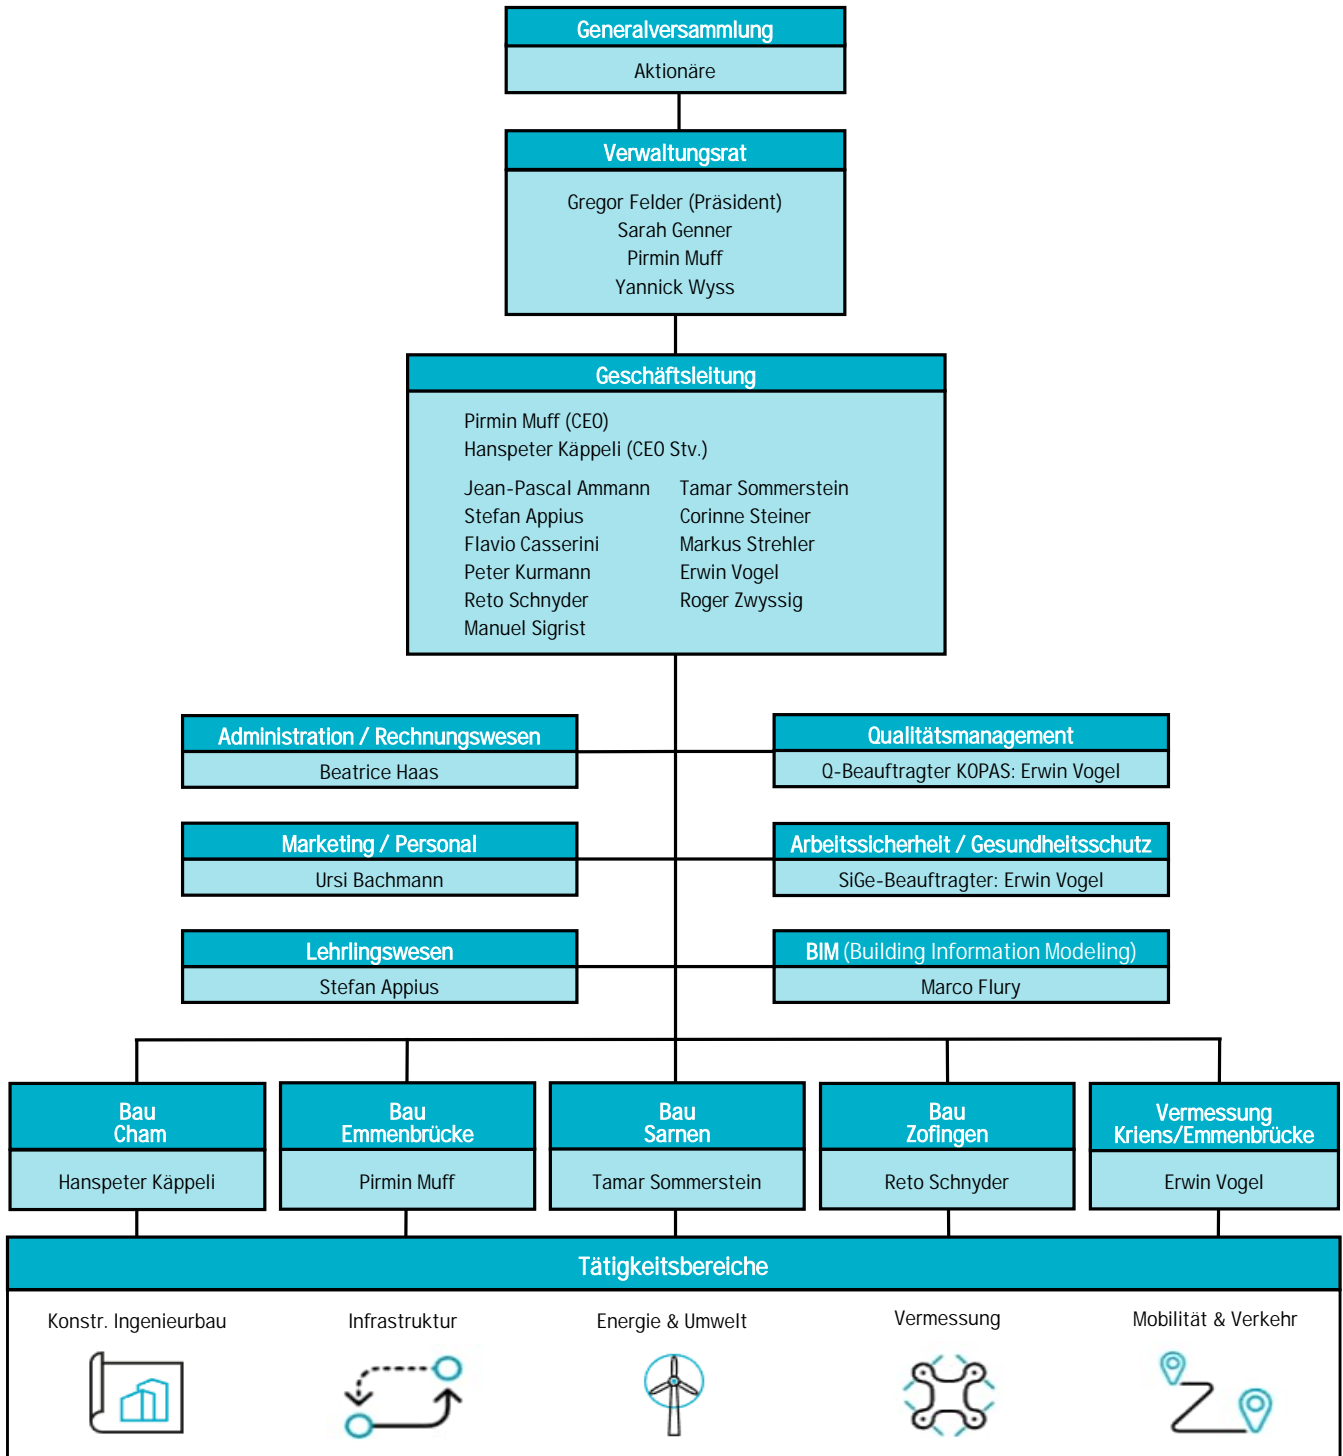 Generalversammlung
Aktionäre
Verwaltungsrat
Gregor Felder (Präsident)
Sarah Genner
Pirmin Muff
Yannick Wyss
Geschäftsleitung
Pirmin Muff (CEO)
Hanspeter Käppeli (CEO Stv.)
Jean-Pascal Ammann
Stefan Appius
Flavio Casserini
Peter Kurmann
Reto Schnyder
Manuel Sigrist
Tamar Sommerstein
Corinne Steiner
Markus Strehler
Erwin Vogel
Roger Zwyssig
Administration / Rechnungswesen
Beatrice Haas
Qualitätsmanagement
Q-Beauftragter KOPAS: Erwin Vogel
Marketing / Personal
Ursi Bachmann
Arbeitssicherheit / Gesundheitsschutz
SiGe-Beauftragter: Erwin Vogel
Lehrlingswesen
Stefan Appius
BIM (Building Information Modeling)
Marco Flury
Bau
Cham
Hanspeter Käppeli
Bau
Emmenbrücke
Pirmin Muff
Bau
Sarnen
Tamar Sommerstein
Bau
Zofingen
Reto Schnyder
Vermessung
Kriens/Emmenbrücke
Erwin Vogel
Tätigkeitsbereiche
Konstr. Ingenieurbau
Infrastruktur
Energie & Umwelt
Vermessung
Mobilität & Verkehr